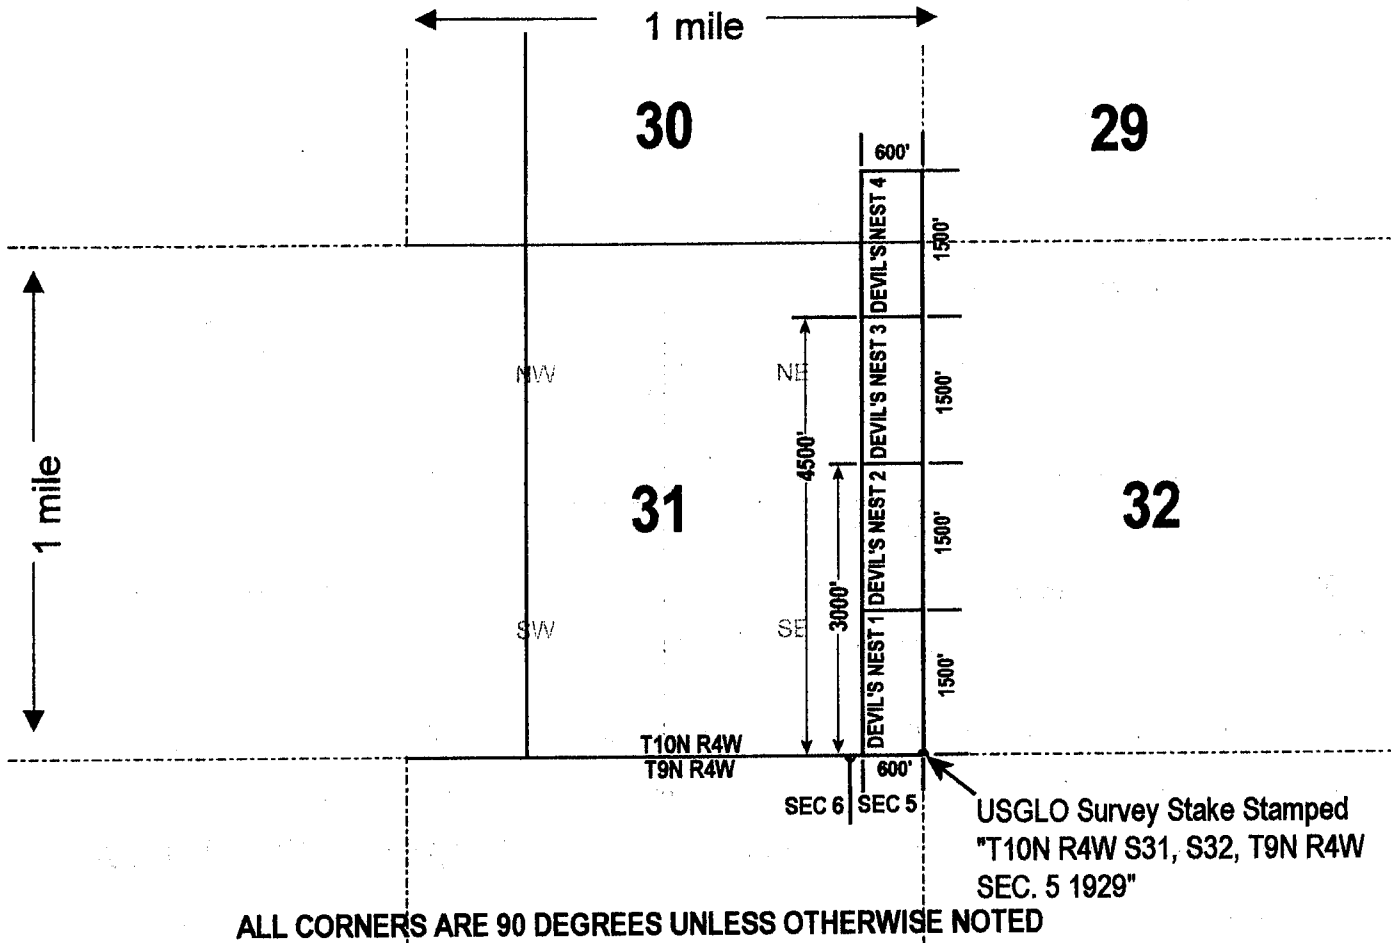 1 mile
30
29
600'
DEVIL'S NEST 4
1500'
1 mile
NW
NE
DEVIL'S NEST 3
1500'
4500'
31
32
DEVIL'S NEST 2
1500'
SW
SE
3000'
DEVIL'S NEST 1
1500'
T10N R4W
T9N R4W
600'
SEC 6
SEC 5
USGLO Survey Stake Stamped
"T10N R4W S31, S32, T9N R4W
SEC. 5 1929"
ALL CORNERS ARE 90 DEGREES UNLESS OTHERWISE NOTED